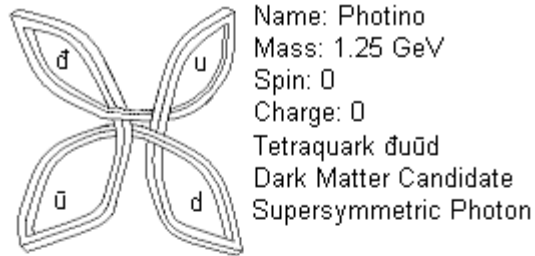 đ
u
ū
d
Name: Photino
Mass: 1.25 GeV
Spin: 0
Charge: 0
Tetraquark đuūd
Dark Matter Candidate
Supersymmetric Photon